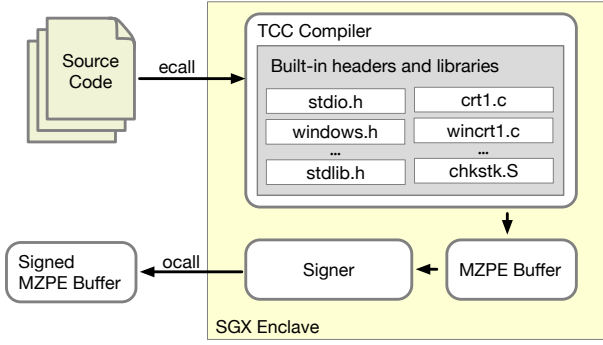 TCC Compiler
Source
Code
ecall
Built-in headers and libraries
stdio.h
crt1.c
windows.h
wincrt1.c
...
...
stdlib.h
chkstk.S
Signed
MZPE Buffer
ocall
Signer
MZPE Buffer
SGX Enclave